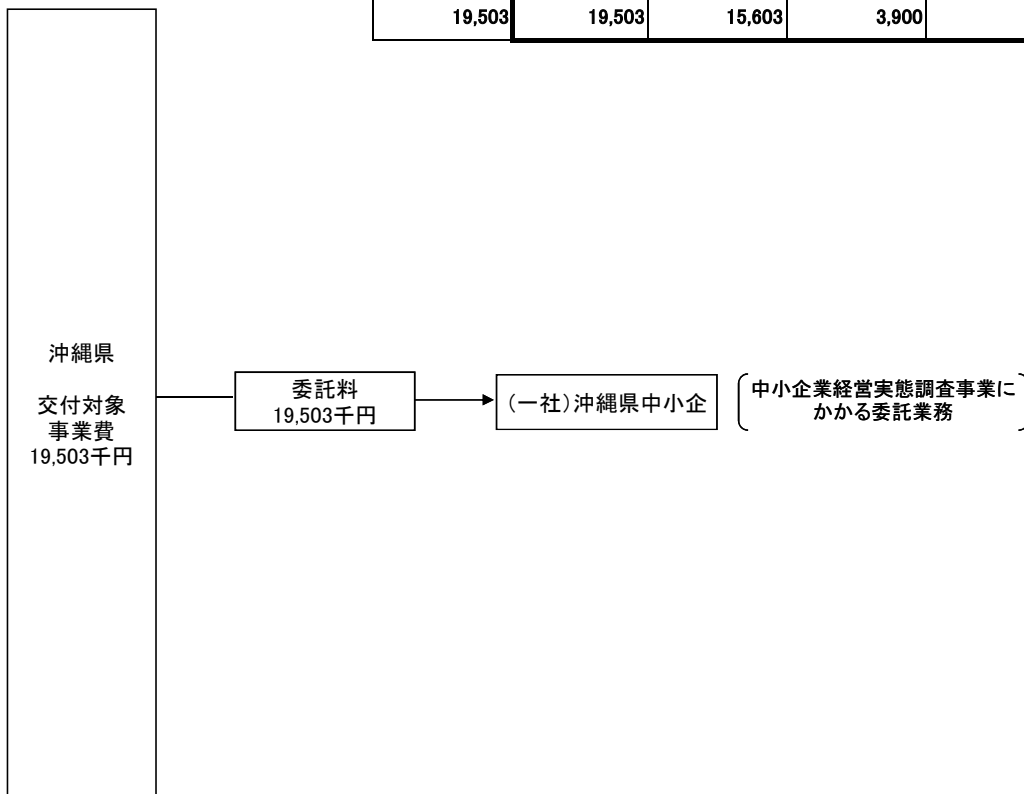 19,503 19,503 15,603 3,900
沖縄県
交付対象
事業費
19,503千円
委託料
19,503千円
(一社)沖縄県中小企
中小企業経営実態調査事業に
かかる委託業務